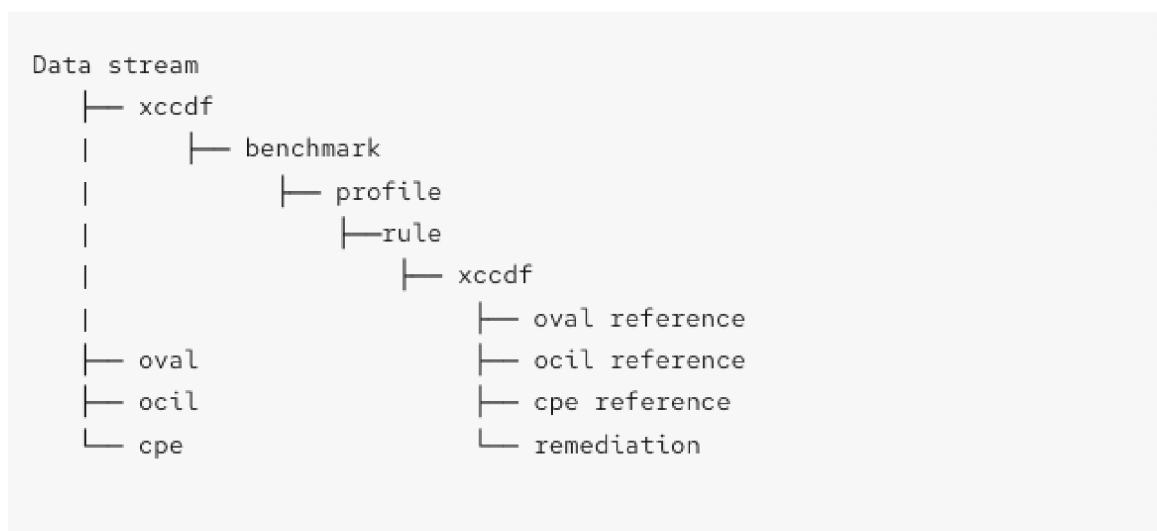 Data stream
├── xccdf
|      ├── benchmark
|            ├── profile
|                ├──rule
|                    ├── xccdf
|                         ├── oval reference
├── oval                  ├── ocil reference
├── ocil                  ├── cpe reference
└── cpe                   └── remediation